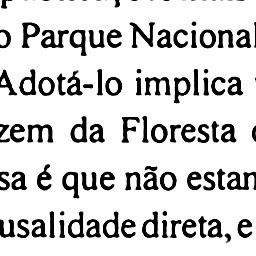 o Parque Nacional
Adotá-lo implica
zem da Floresta
sa é que não estan
usalidade direta, e